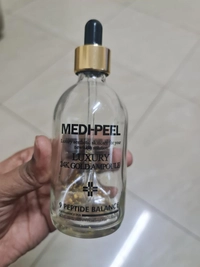 MEDI-PEEL
LUXURY
24K GOLD AMPOULE
9 PEPTIDE BALANCE